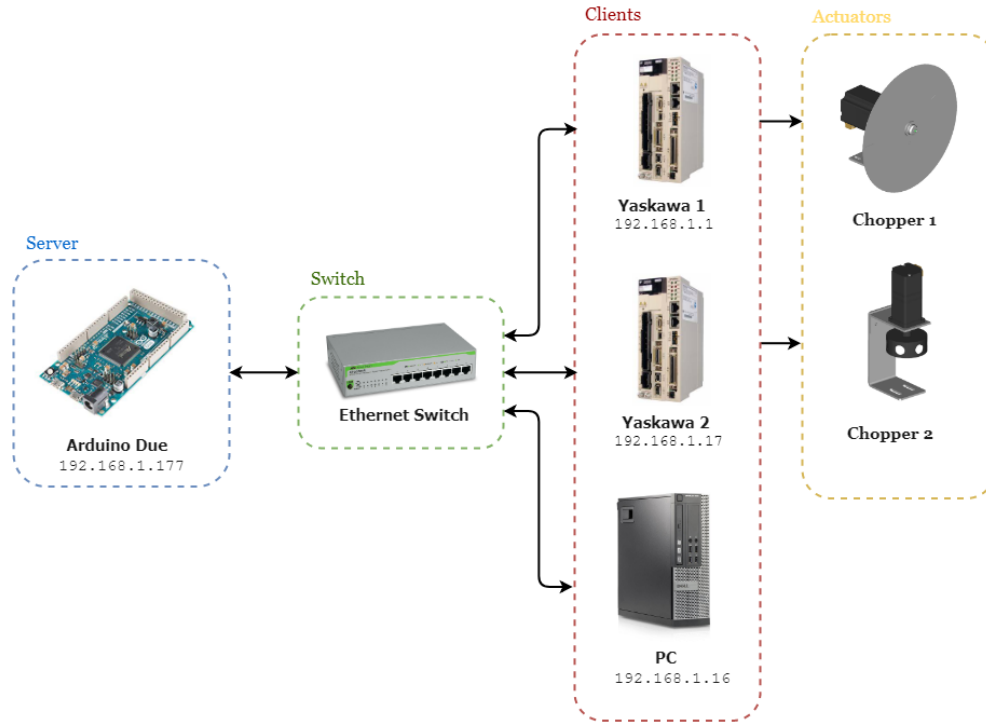 Clients
Actuators
Yaskawa 1
192.168.1.1
Chopper 1
Server
Switch
Ethernet Switch
Arduino Due
192.168.1.177
Yaskawa 2
192.168.1.17
Chopper 2
PC
192.168.1.16